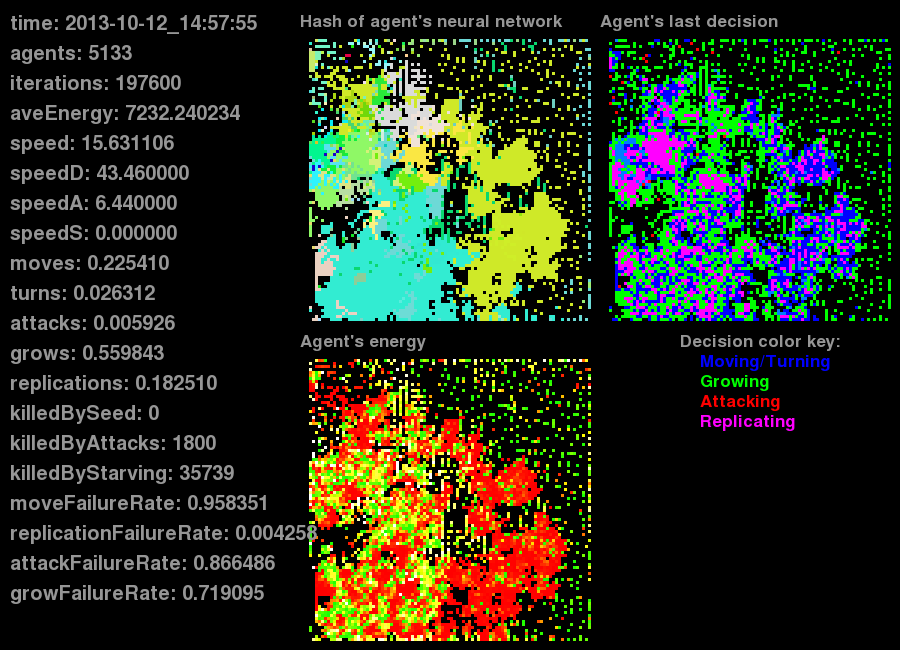 time: 2013-10-12_14:57:55
agents: 5133
iterations: 197600
aveEnergy: 7232.240234
speed: 15.631106
speedD: 43.460000
speedA: 6.440000
speedS: 0.000000
moves: 0.225410
turns: 0.026312
attacks: 0.005926
grows: 0.559843
replications: 0.182510
killedBySeed: 0
killedByAttacks: 1800
killedByStarving: 35739
moveFailureRate: 0.958351
replicationFailureRate: 0.004258
attackFailureRate: 0.866486
growFailureRate: 0.719095
Hash of agent's neural network
Agent's last decision
Agent's energy
Decision color key:
Moving/Turning
Growing
Attacking
Replicating